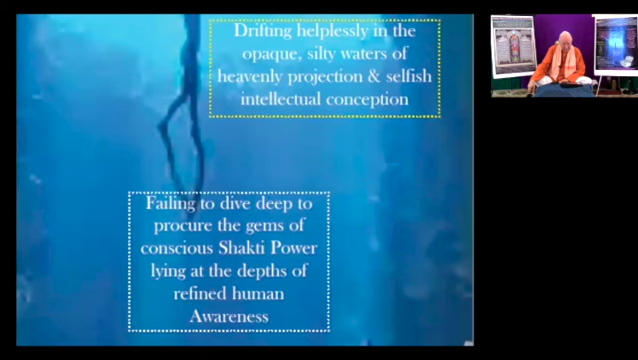 Drifting helplessly in the
opaque, silty waters of
heavenly projection & selfish
intellectual conception
Failing to dive deep to
procure the gems of
conscious Shakti Power
lying at the depths of
refined human
Awareness